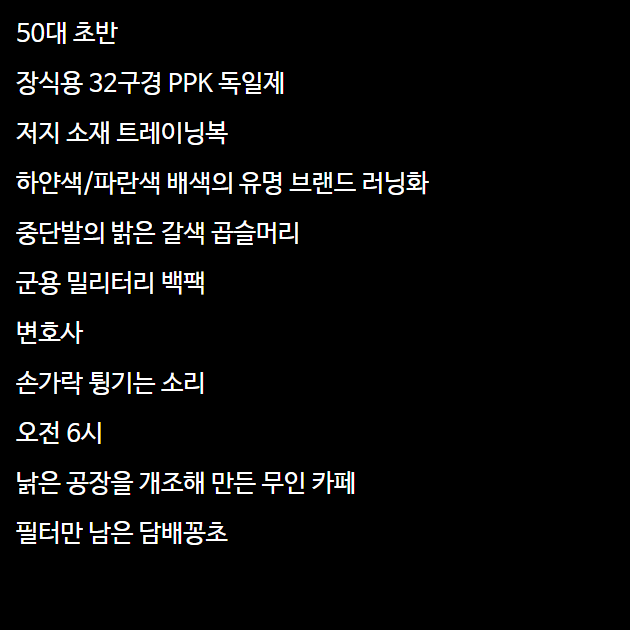 50대 초반
장식용 32구경 PPK 독일제
저지 소재 트레이닝복
하얀색/파란색 배색의 유명 브랜드 러닝화
중단발의 밝은 갈색 곱슬머리
군용 밀리터리 백팩
변호사
손가락 튕기는 소리
오전 6시
낡은 공장을 개조해 만든 무인 카페
필터만 남은 담배꽁초